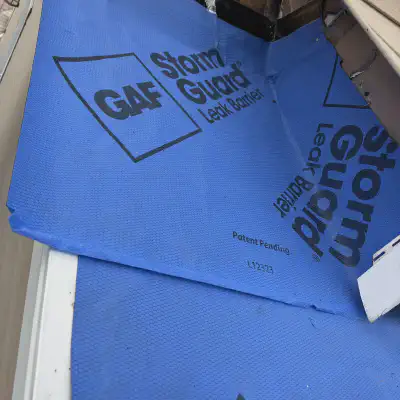 GAF
Storm
Guard®
Leak Barrier
Patent Pending
Storm
Guard®
Leak Barrier